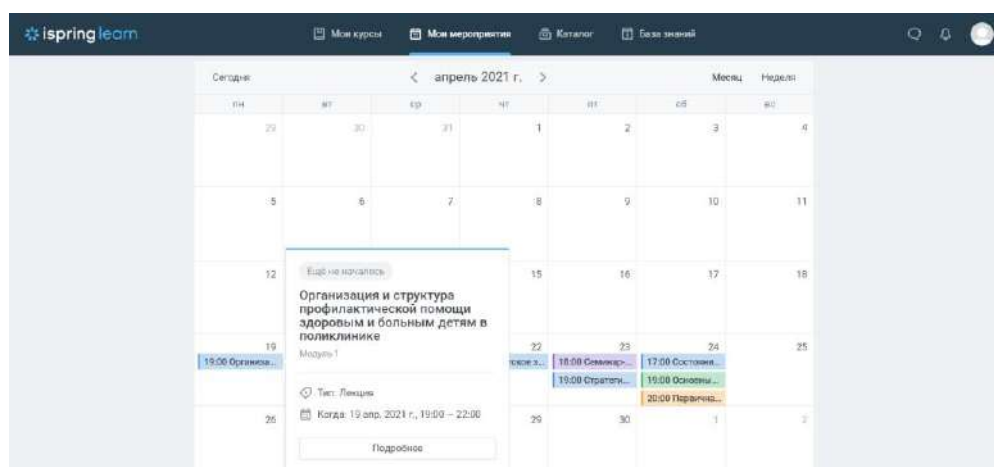 ispring learn
Мои курсы
Мои мероприятия
Каталог
База знаний
Сегодня
апрель 2021 г.
Месяц
Неделя
пн вт ср чт пт сб вс
29 30 31 1 2 3 4
5 6 7 8 9 10 11
12 15 16 17 18
Ещё не началось
Организация и структура
профилактической помощи
здоровым и больным детям в
поликлинике
Модуль 1
Тип: Лекция
Когда: 19 апр. 2021 г., 19:00 – 22:00
Подробнее
19 22 23 24 25
19:00 Организа...
18:00 Семинар-...
17:00 Состояни...
19:00 Стратеги...
19:00 Основны...
20:00 Первична...
26 29 30 1 2